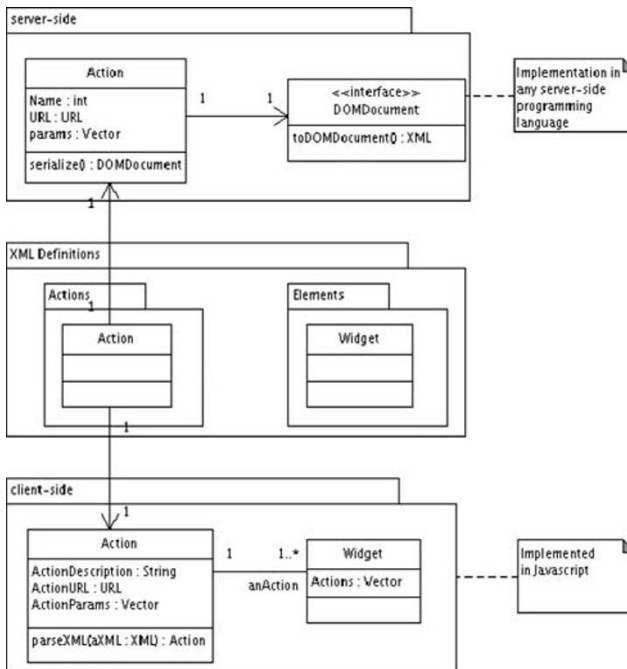 server-side
Action
Name : int
URL : URL
params : Vector
serialize() : DOMDocument
1
1
<<interface>>
DOMDocument
toDOMDocument() : XML
Implementation in
any server-side
programming
language
1
XML Definitions
Actions
1
Action
Elements
Widget
1
client-side
1
Action
ActionDescription : String
ActionURL : URL
ActionParams : Vector
parseXML(aXML : XML) : Action
1
1..*
anAction
Widget
Actions : Vector
Implemented
in Javascript